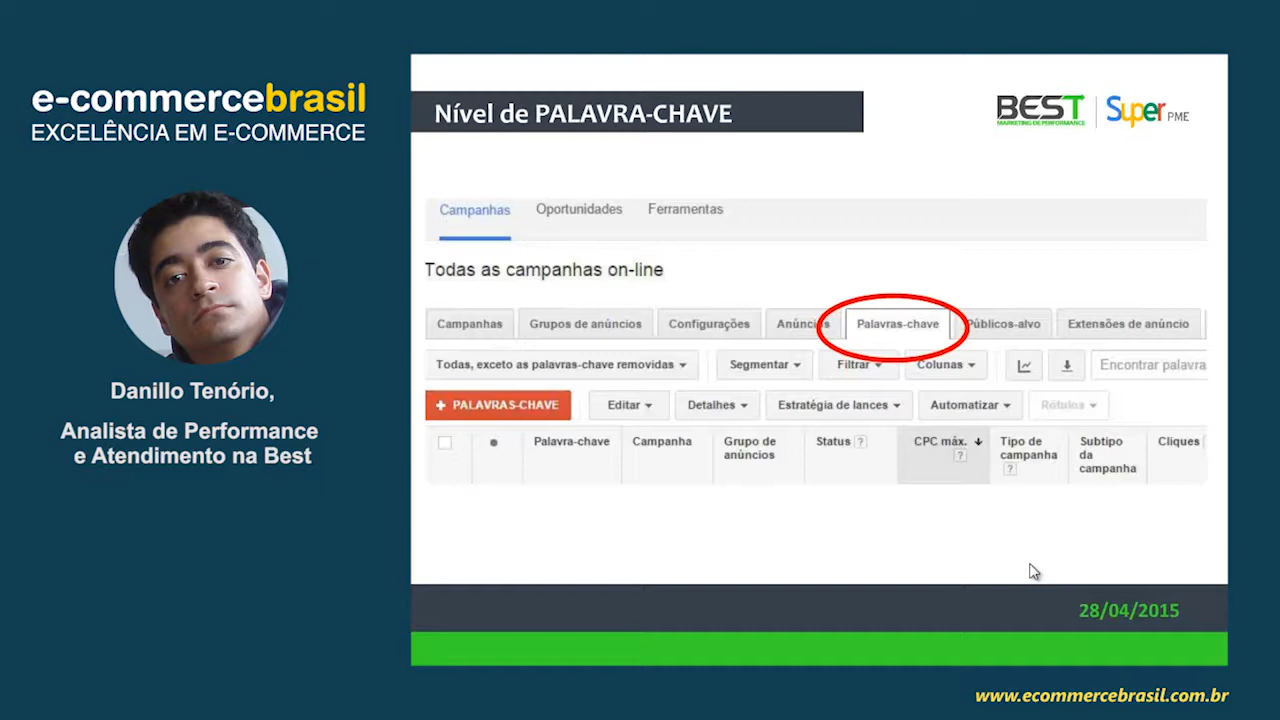 e-commercebrasil
EXCELÊNCIA EM E-COMMERCE
Danillo Tenório,
Analista de Performance
e Atendimento na Best
Nível de PALAVRA-CHAVE
BEST
MARKETING DE PERFORMANCE
Super PME
Campanhas Oportunidades Ferramentas
Todas as campanhas on-line
Campanhas Grupos de anúncios Configurações Anúncios Palavras-chave Públicos-alvo Extensões de anúncio
Todas, exceto as palavras-chave removidas Segmentar Filtrar Colunas Encontrar palavra
+ PALAVRAS-CHAVE Editar Detalhes Estratégia de lances Automatizar Rótulos
Palavra-chave Campanha Grupo de anúncios Status ? CPC máx. ? Tipo de campanha ? Subtipo da campanha Cliques
28/04/2015
www.ecommercebrasil.com.br